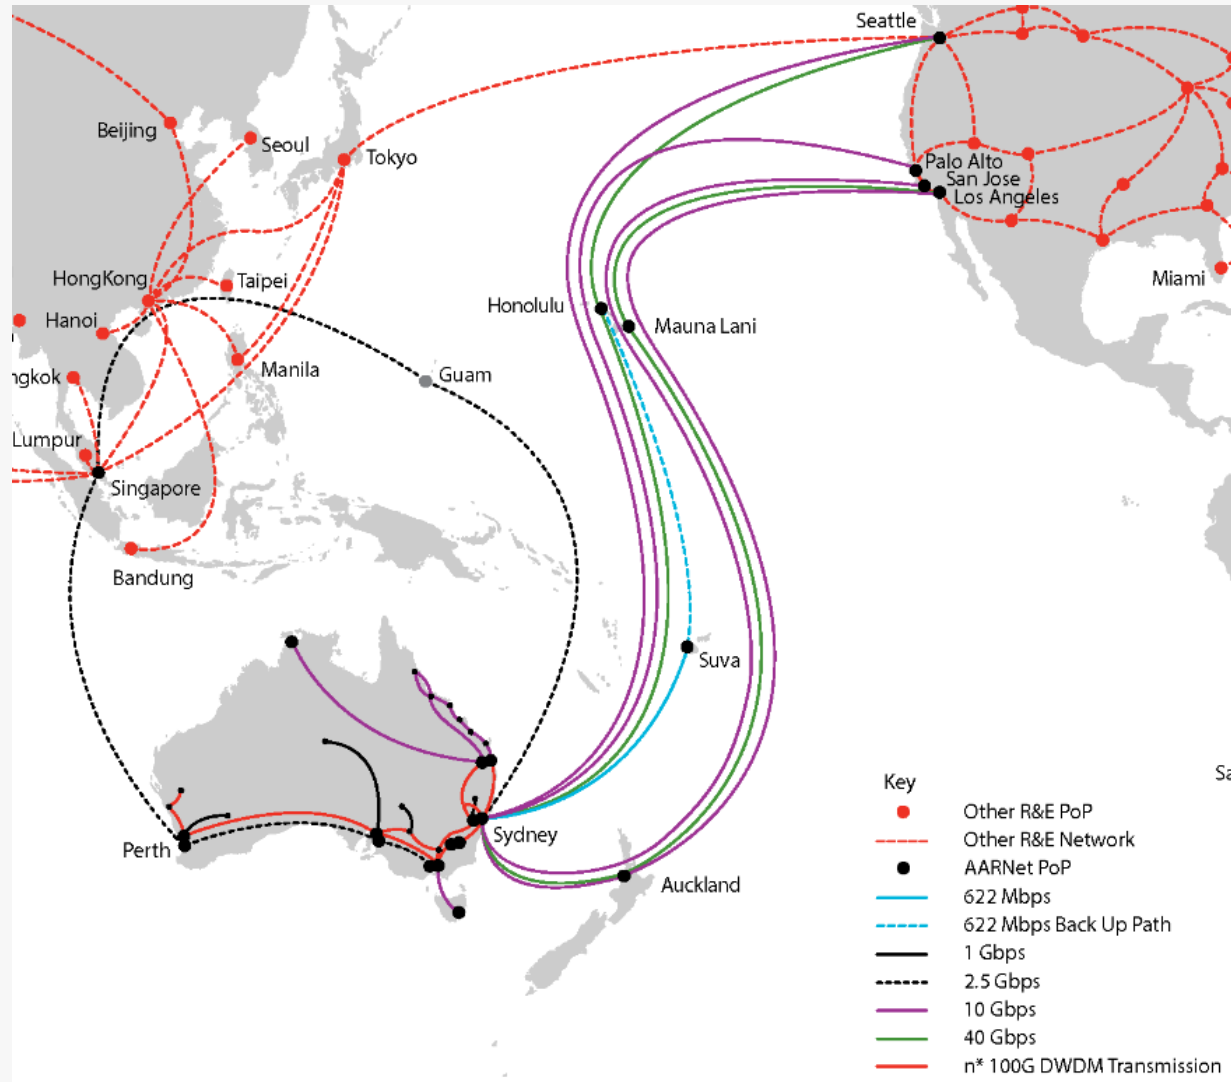 Seattle
Beijing
Seoul
Tokyo
Palo Alto
San Jose
Los Angeles
HongKong
Taipei
Miami
Hanoi
Honolulu
Mauna Lani
Manila
Guam
ngkok
Lumpur
Singapore
Bandung
Suva
Sa
Perth
Sydney
Auckland
Key
Other R&E PoP
Other R&E Network
AARNet PoP
622 Mbps
622 Mbps Back Up Path
1 Gbps
2.5 Gbps
10 Gbps
40 Gbps
n* 100G DWDM Transmission